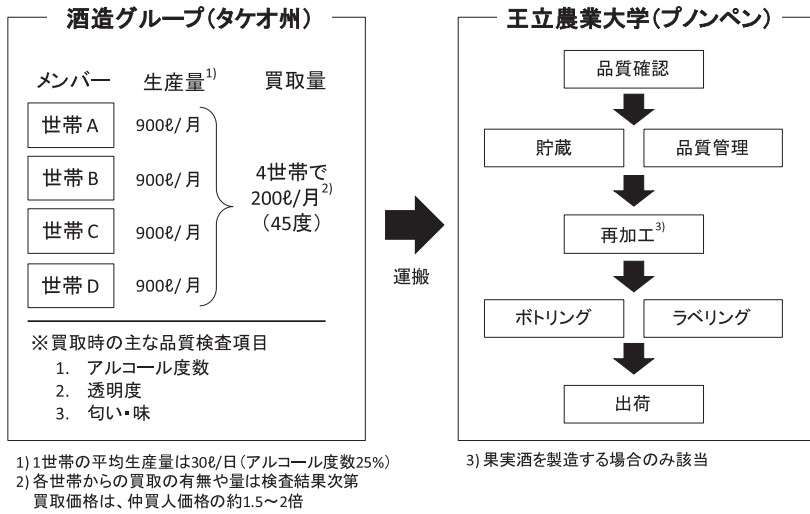 酒造グループ(タケオ州)
メンバー 生産量1) 買取量
世帯A 900ℓ/月
世帯B 900ℓ/月
世帯C 900ℓ/月
世帯D 900ℓ/月
4世帯で
200ℓ/月2)
(45度)
※買取時の主な品質検査項目
1. アルコール度数
2. 透明度
3. 匂い・味
1) 1世帯の平均生産量は30ℓ/日(アルコール度数25%)
2) 各世帯からの買取の有無や量は検査結果次第
買取価格は、仲買人価格の約1.5～2倍
運搬
王立農業大学(プノンペン)
品質確認
貯蔵 品質管理
再加工3)
ボトリング ラベリング
出荷
3) 果実酒を製造する場合のみ該当